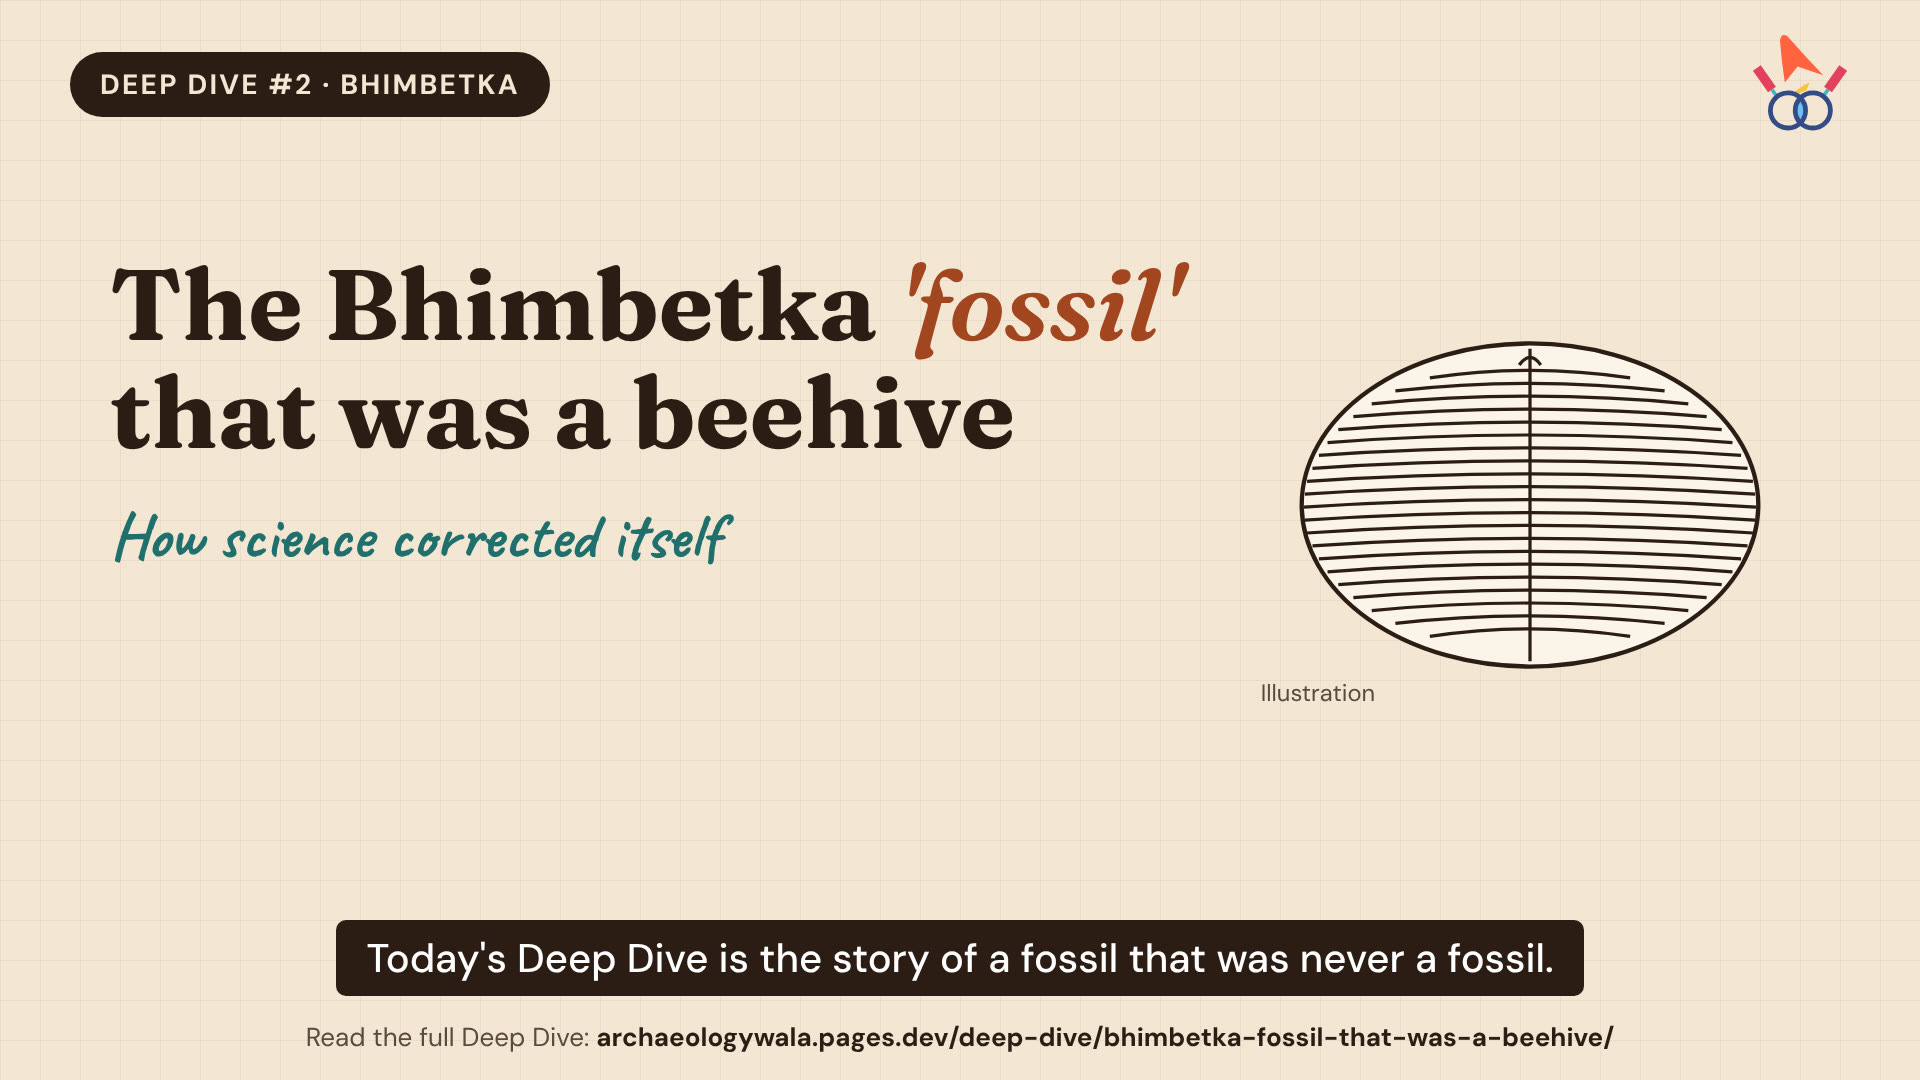 DEEP DIVE #2 · BHIMBETKA
The Bhimbetka 'fossil'
that was a beehive
How science corrected itself
Illustration
Today's Deep Dive is the story of a fossil that was never a fossil.
Read the full Deep Dive: archaeologywala.pages.dev/deep-dive/bhimbetka-fossil-that-was-a-beehive/